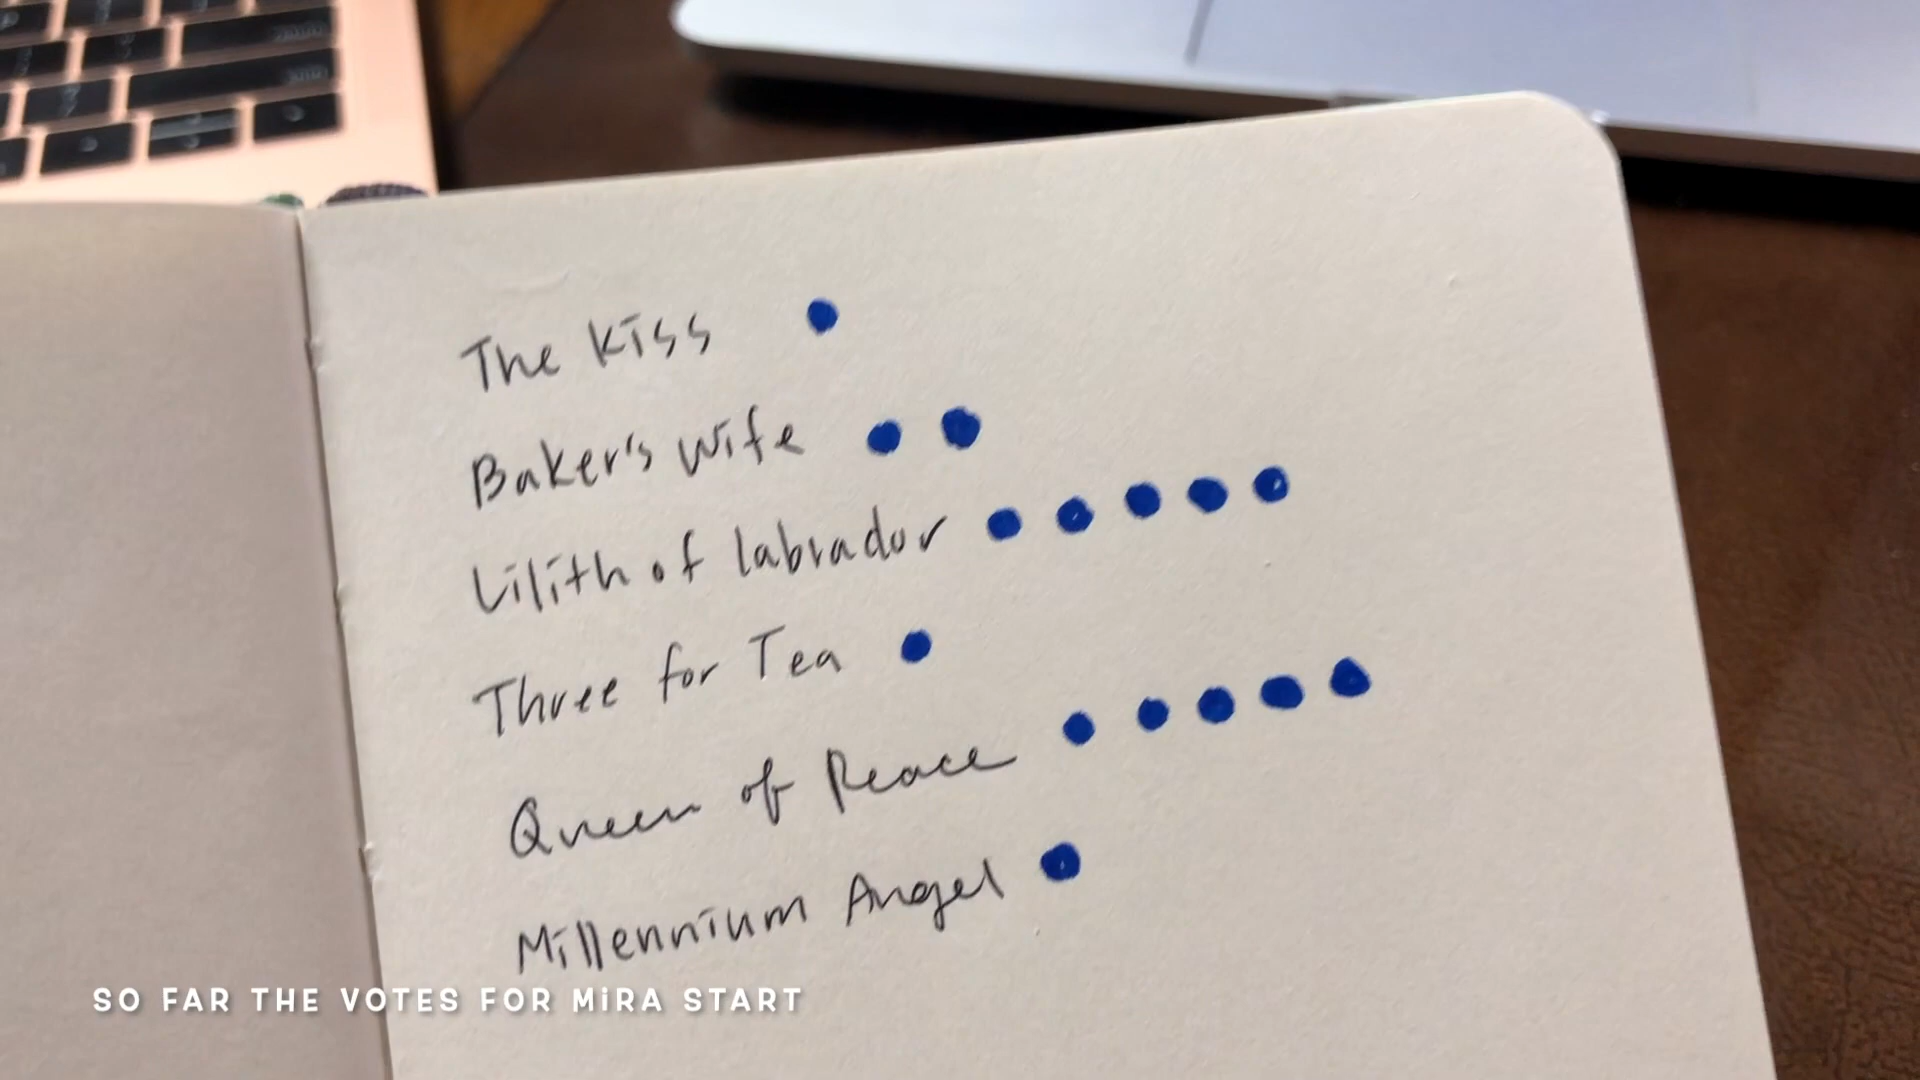 The Kiss
Baker's Wife
Lilith of Labrador
Three for Tea
Queen of Peace
Millennium Angel
SO FAR THE VOTES FOR MiRA START